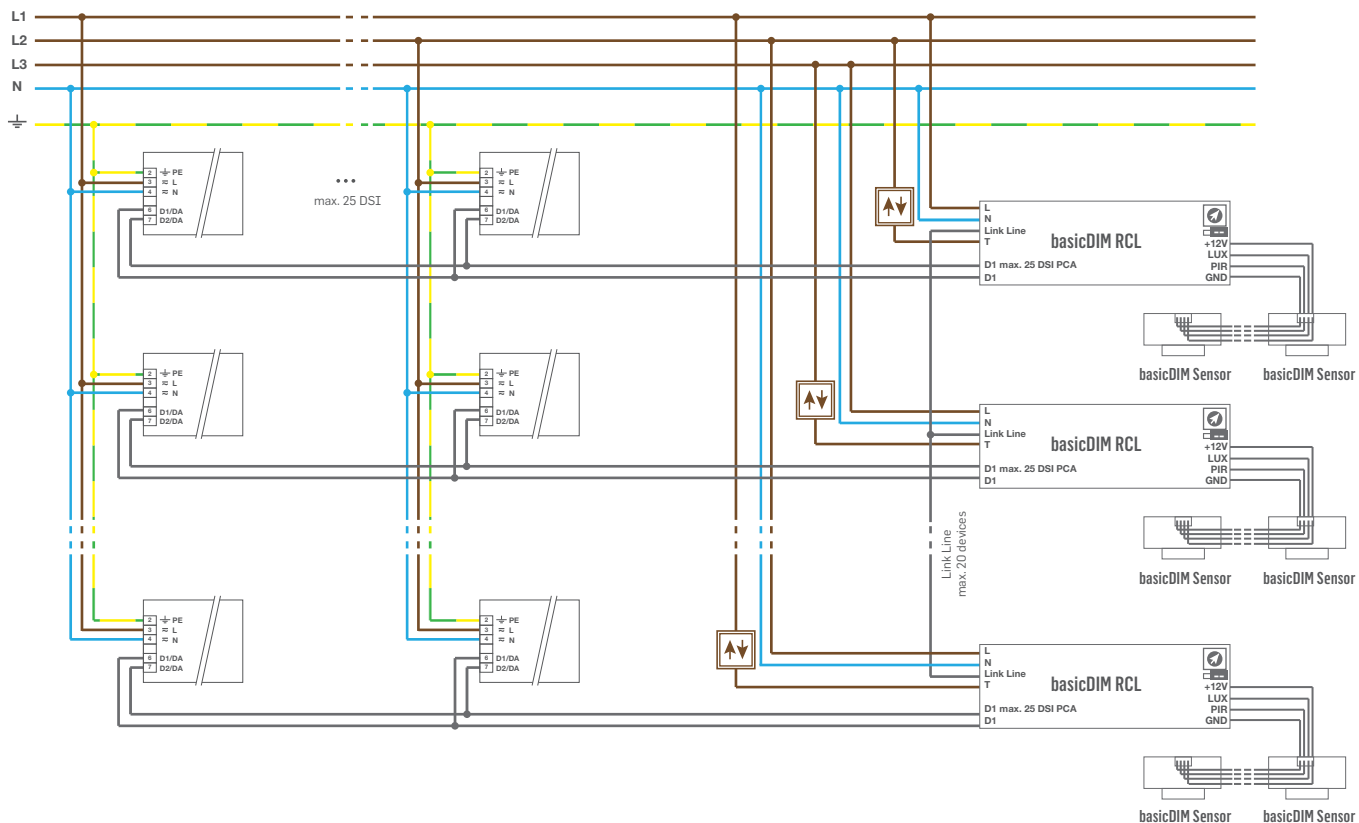 L1
L2
L3
N
2 PE
3 ≂ L
4 ≂ N
6 D1/DA
7 D2/DA
...
max. 25 DSI
2 PE
3 ≂ L
4 ≂ N
6 D1/DA
7 D2/DA
L
N
Link Line
T
basicDIM RCL
D1 max. 25 DSI PCA
D1
+12V
LUX
PIR
GND
basicDIM Sensor
basicDIM Sensor
2 PE
3 ≂ L
4 ≂ N
6 D1/DA
7 D2/DA
2 PE
3 ≂ L
4 ≂ N
6 D1/DA
7 D2/DA
L
N
Link Line
T
basicDIM RCL
D1 max. 25 DSI PCA
D1
+12V
LUX
PIR
GND
Link Line
max. 20 devices
basicDIM Sensor
basicDIM Sensor
2 PE
3 ≂ L
4 ≂ N
6 D1/DA
7 D2/DA
2 PE
3 ≂ L
4 ≂ N
6 D1/DA
7 D2/DA
L
N
Link Line
T
basicDIM RCL
D1 max. 25 DSI PCA
D1
+12V
LUX
PIR
GND
basicDIM Sensor
basicDIM Sensor